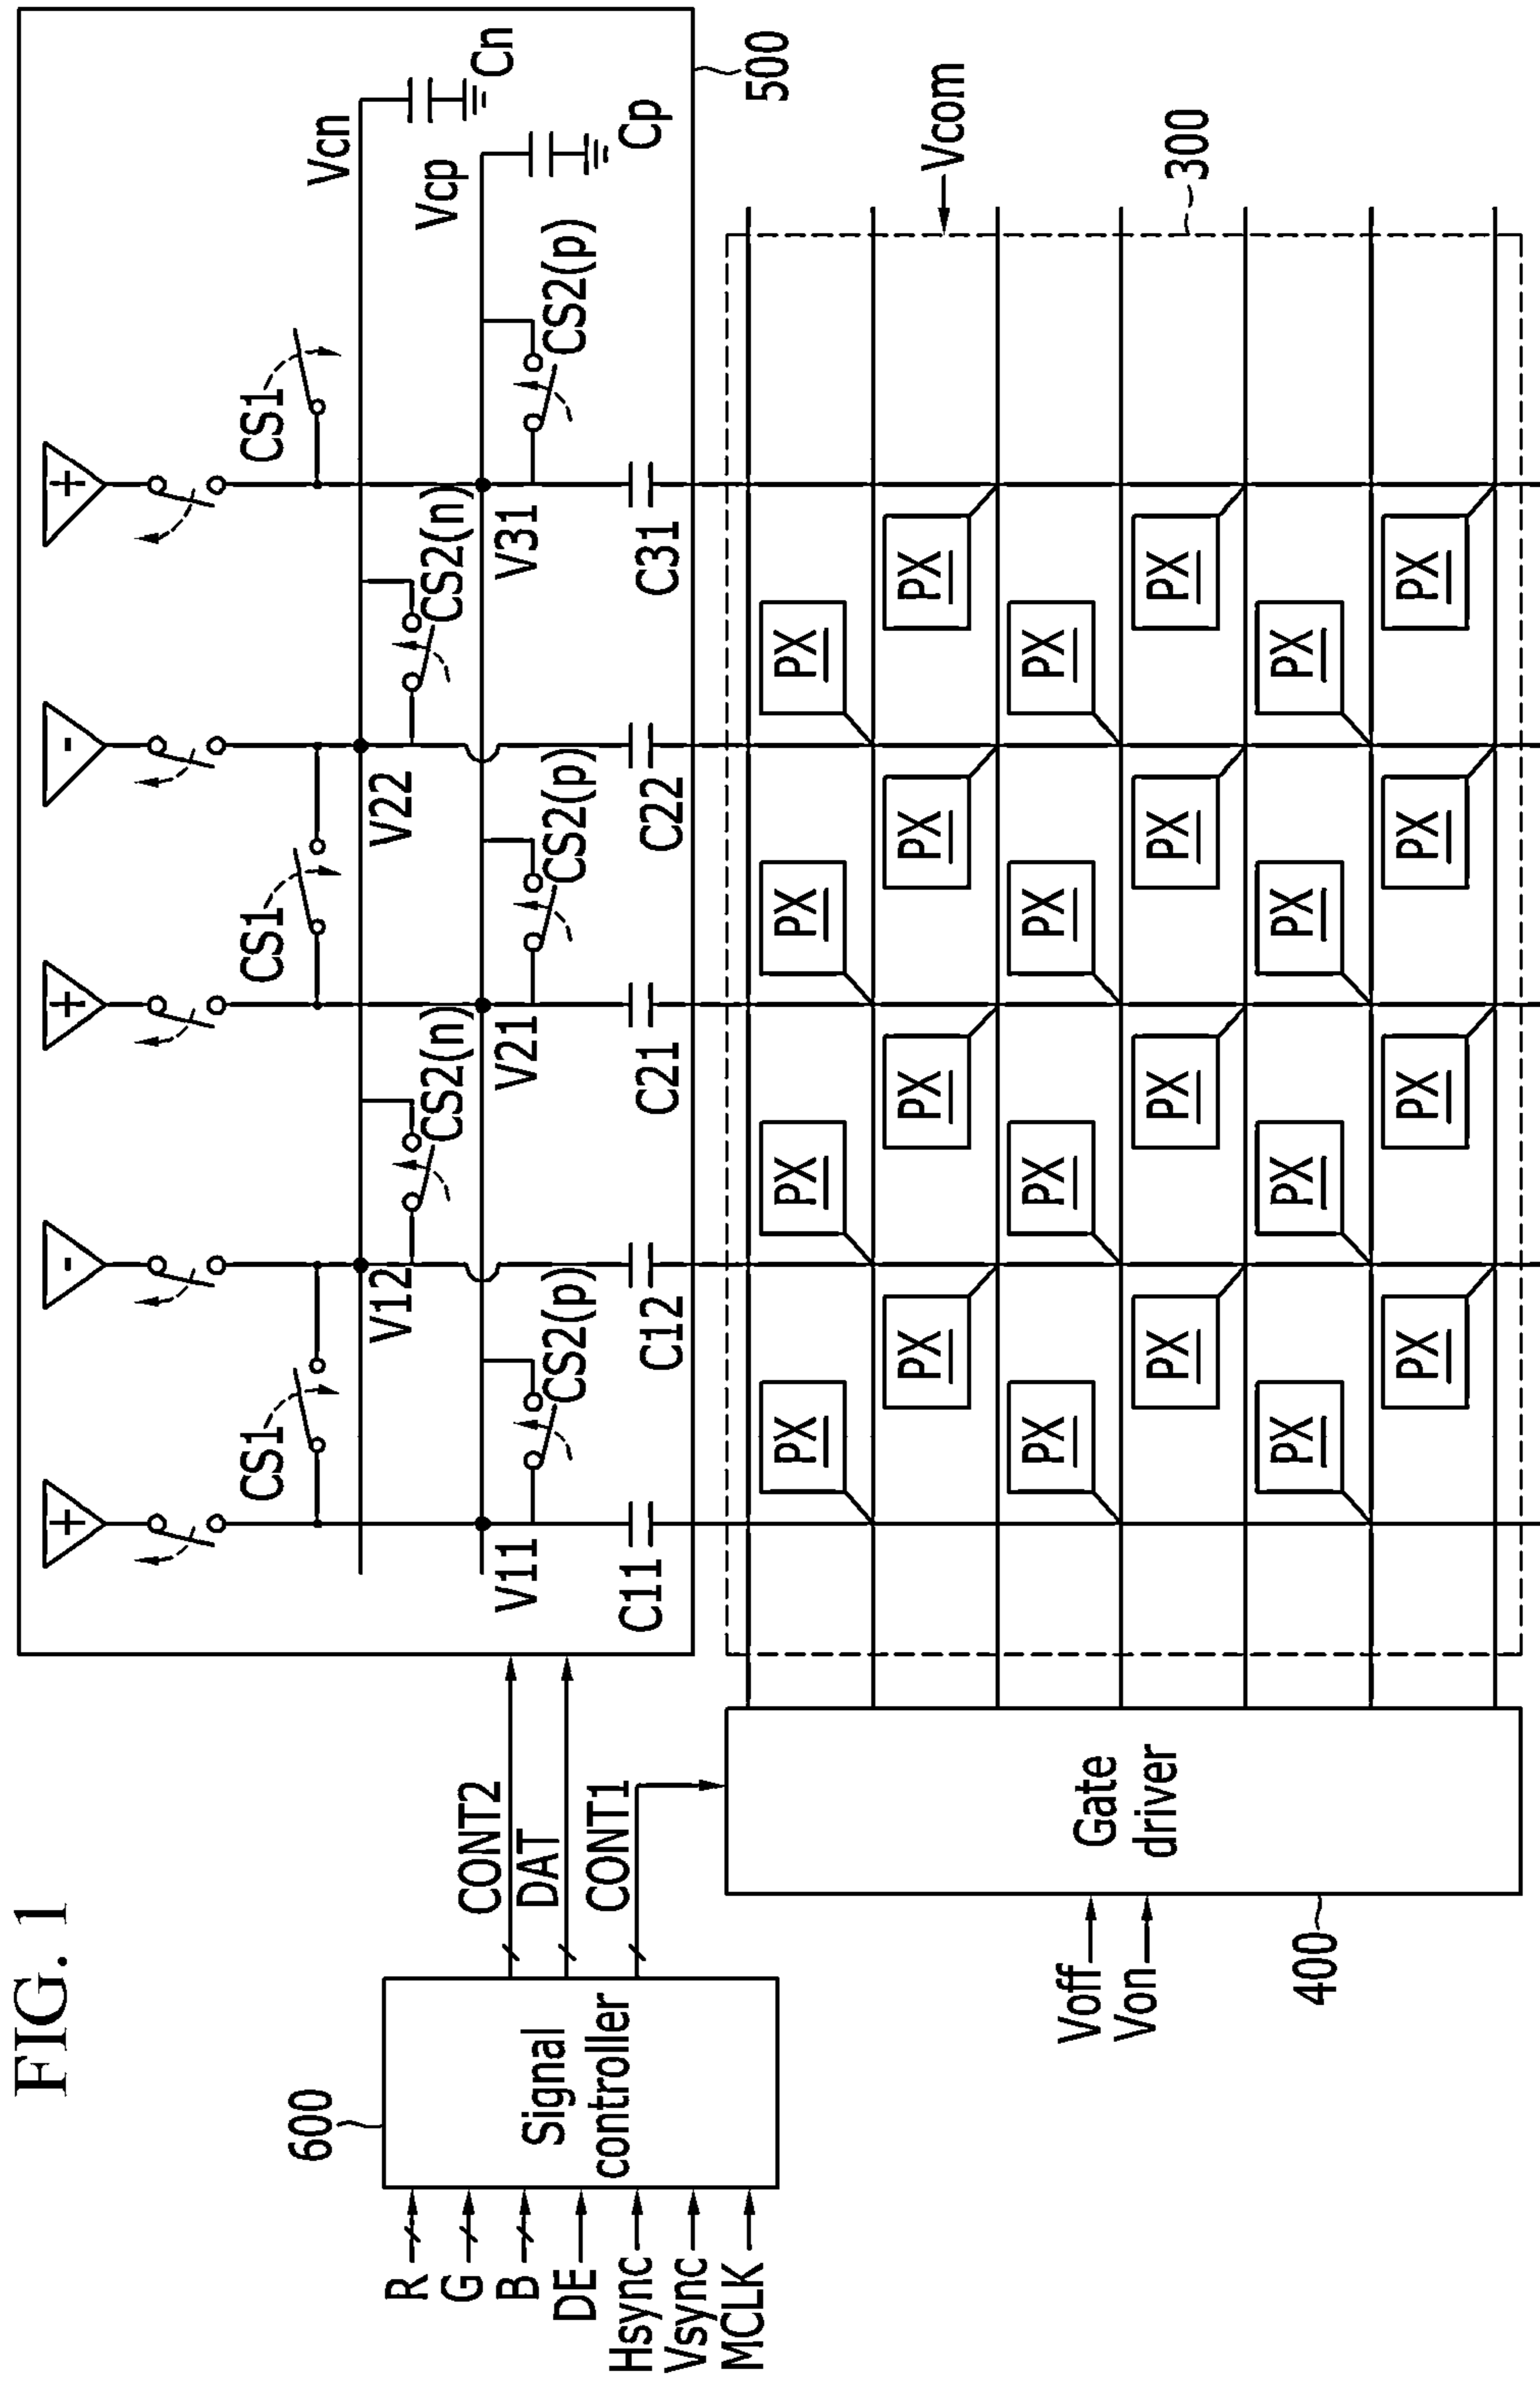 FIG. 1
600
Signal
controller
R
G
B
DE
Hsync
Vsync
MCLK
CONT2
DAT
CONT1
Voff
Von
400
Gate
driver
+
-
+
-
+
CS1
CS1
CS1
Vcn
Cn
Vcp
Cp
V12
V22
CS2(n)
CS2(n)
V11
V21
V31
CS2(p)
CS2(p)
CS2(p)
C11
C12
C21
C22
C31
500
Vcom
300
PX PX PX PX
PX PX PX PX
PX PX PX PX
PX PX PX PX
PX PX PX PX
PX PX PX PX